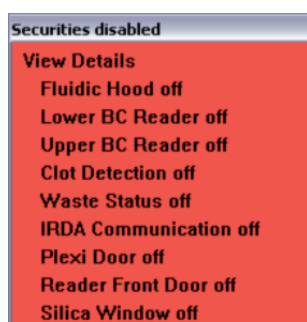 Securities disabled
View Details
Fluidic Hood off
Lower BC Reader off
Upper BC Reader off
Clot Detection off
Waste Status off
IRDA Communication off
Plexi Door off
Reader Front Door off
Silica Window off